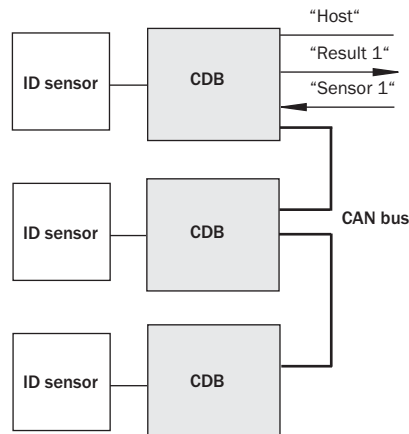 “Host“
“Result 1“
“Sensor 1“
ID sensor
CDB
CAN bus
ID sensor
CDB
ID sensor
CDB